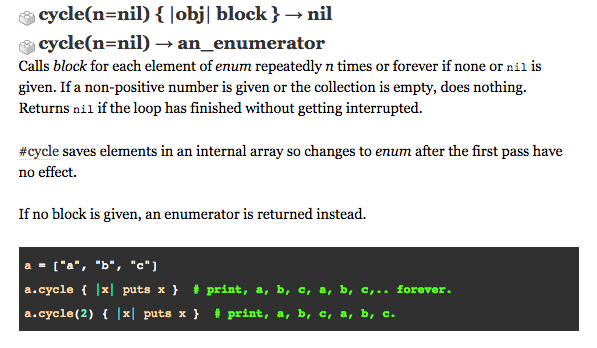 cycle(n=nil) { |obj| block } → nil
cycle(n=nil) → an_enumerator
Calls block for each element of enum repeatedly n times or forever if none or nil is
given. If a non-positive number is given or the collection is empty, does nothing.
Returns nil if the loop has finished without getting interrupted.
#cycle saves elements in an internal array so changes to enum after the first pass have
no effect.
If no block is given, an enumerator is returned instead.
a = ["a", "b", "c"]
a.cycle { |x| puts x }  # print, a, b, c, a, b, c,.. forever.
a.cycle(2) { |x| puts x }  # print, a, b, c, a, b, c.